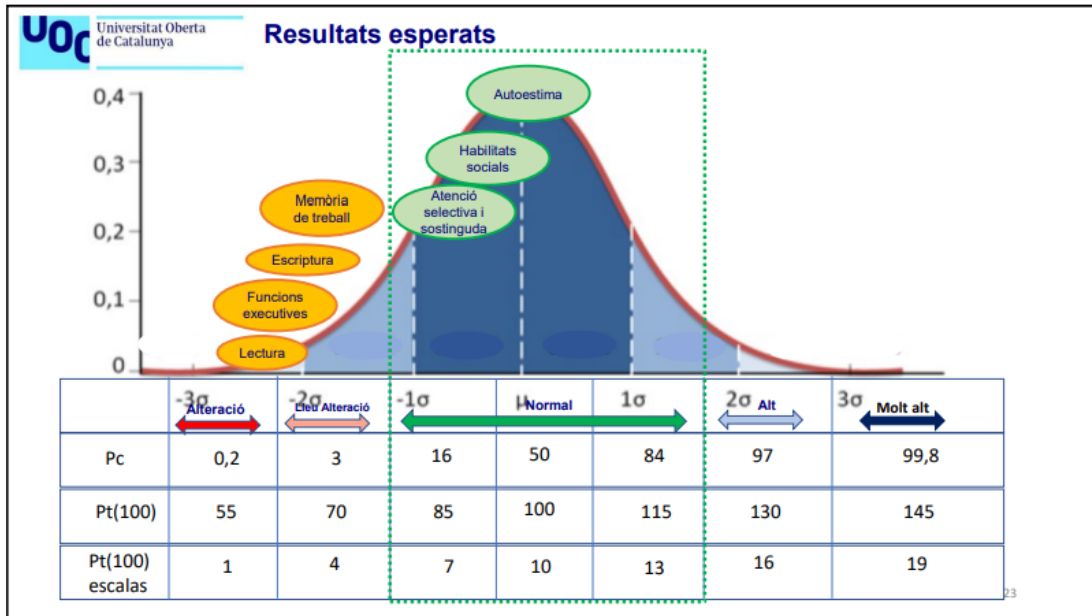 UOC
Universitat Oberta
de Catalunya
Resultats esperats
0,4
0,3
0,2
0,1
0
Autoestima
Habilitats
socials
Atenció
selectiva i
sostinguda
Memòria
de treball
Escriptura
Funcions
executives
Lectura
-3σ -2σ -1σ μ 1σ 2σ 3σ
Alteració Lleu Alteració Normal Alt Molt alt
Pc 0,2 3 16 50 84 97 99,8
Pt(100) 55 70 85 100 115 130 145
Pt(100)
escalas 1 4 7 10 13 16 19
23